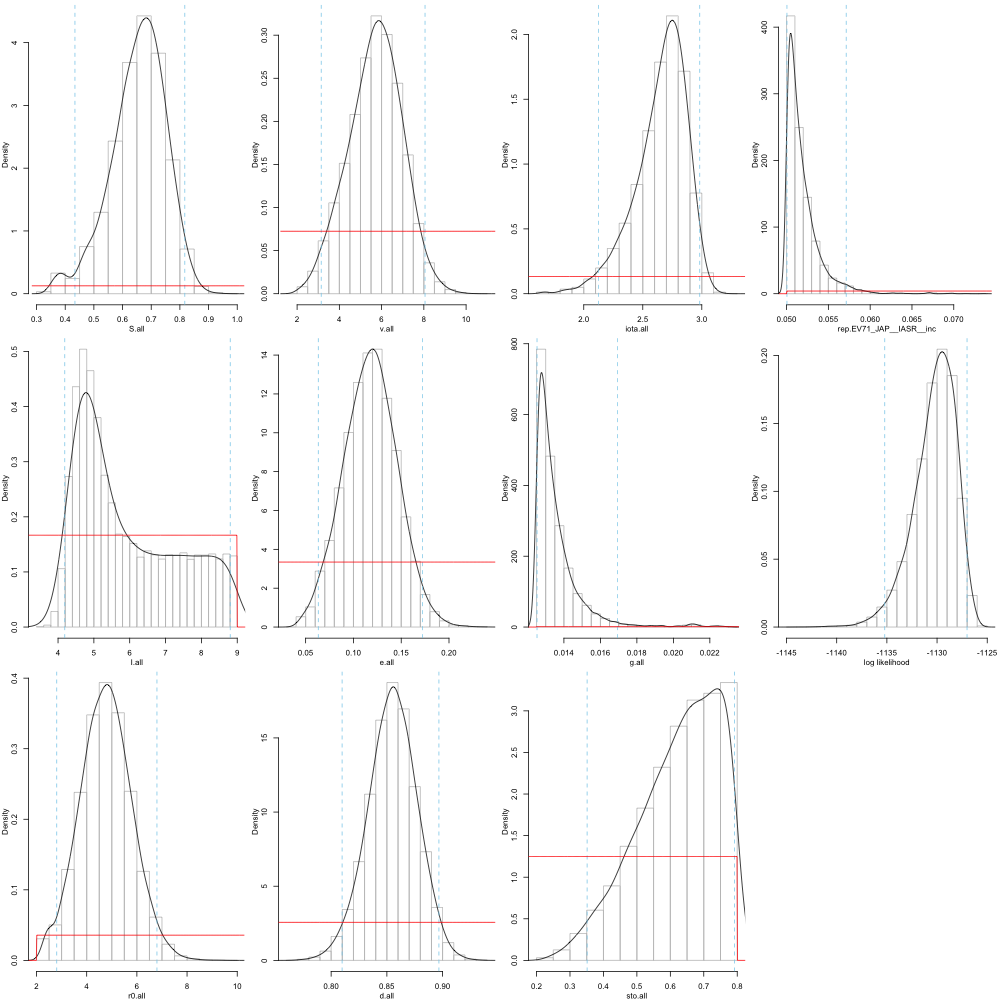 Density
0 1 2 3 4
0.3 0.4 0.5 0.6 0.7 0.8 0.9 1.0
S.all
Density
0.00 0.05 0.10 0.15 0.20 0.25 0.30
2 4 6 8 10
v.all
Density
0.0 0.5 1.0 1.5 2.0
2.0 2.5 3.0
iota.all
Density
0 100 200 300 400
0.050 0.055 0.060 0.065 0.070
rep.EV71_JAP__IASR__inc
Density
0.0 0.1 0.2 0.3 0.4 0.5
4 5 6 7 8 9
l.all
Density
0 2 4 6 8 10 12 14
0.05 0.10 0.15 0.20
e.all
Density
0 200 400 600 800
0.014 0.016 0.018 0.020 0.022
g.all
Density
0.00 0.05 0.10 0.15 0.20
-1145 -1140 -1135 -1130 -1125
log likelihood
Density
0.0 0.1 0.2 0.3 0.4
2 4 6 8 10
r0.all
Density
0 5 10 15
0.80 0.85 0.90
d.all
Density
0.0 0.5 1.0 1.5 2.0 2.5 3.0
0.2 0.3 0.4 0.5 0.6 0.7 0.8
sto.all